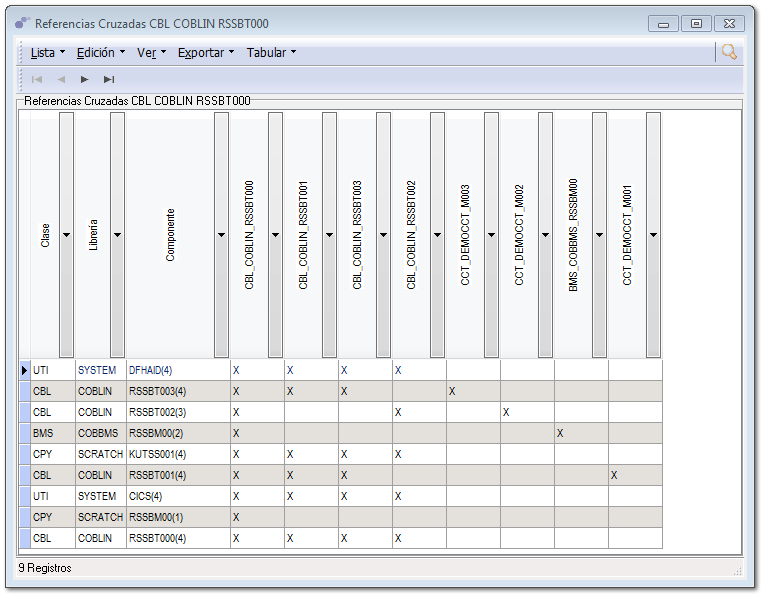 Referencias Cruzadas CBL COBLIN RSSBT000
Lista Edición Ver Exportar Tabular
Referencias Cruzadas CBL COBLIN RSSBT000
Clase Librería Componente CBL_COBLIN_RSSBT000 CBL_COBLIN_RSSBT001 CBL_COBLIN_RSSBT003 CBL_COBLIN_RSSBT002 CCT_DEMOCCT_M003 CCT_DEMOCCT_M002 BMS_COBBMS_RSSBM00 CCT_DEMOCCT_M001
UTI SYSTEM DFHAID(4) X X X X
CBL COBLIN RSSBT003(4) X X X X
CBL COBLIN RSSBT002(3) X X X
BMS COBBMS RSSBM00(2) X X
CPY SCRATCH KUTSS001(4) X X X X
CBL COBLIN RSSBT001(4) X X X X
UTI SYSTEM CICS(4) X X X X
CPY SCRATCH RSSBM00(1) X
CBL COBLIN RSSBT000(4) X X X X
9 Registros